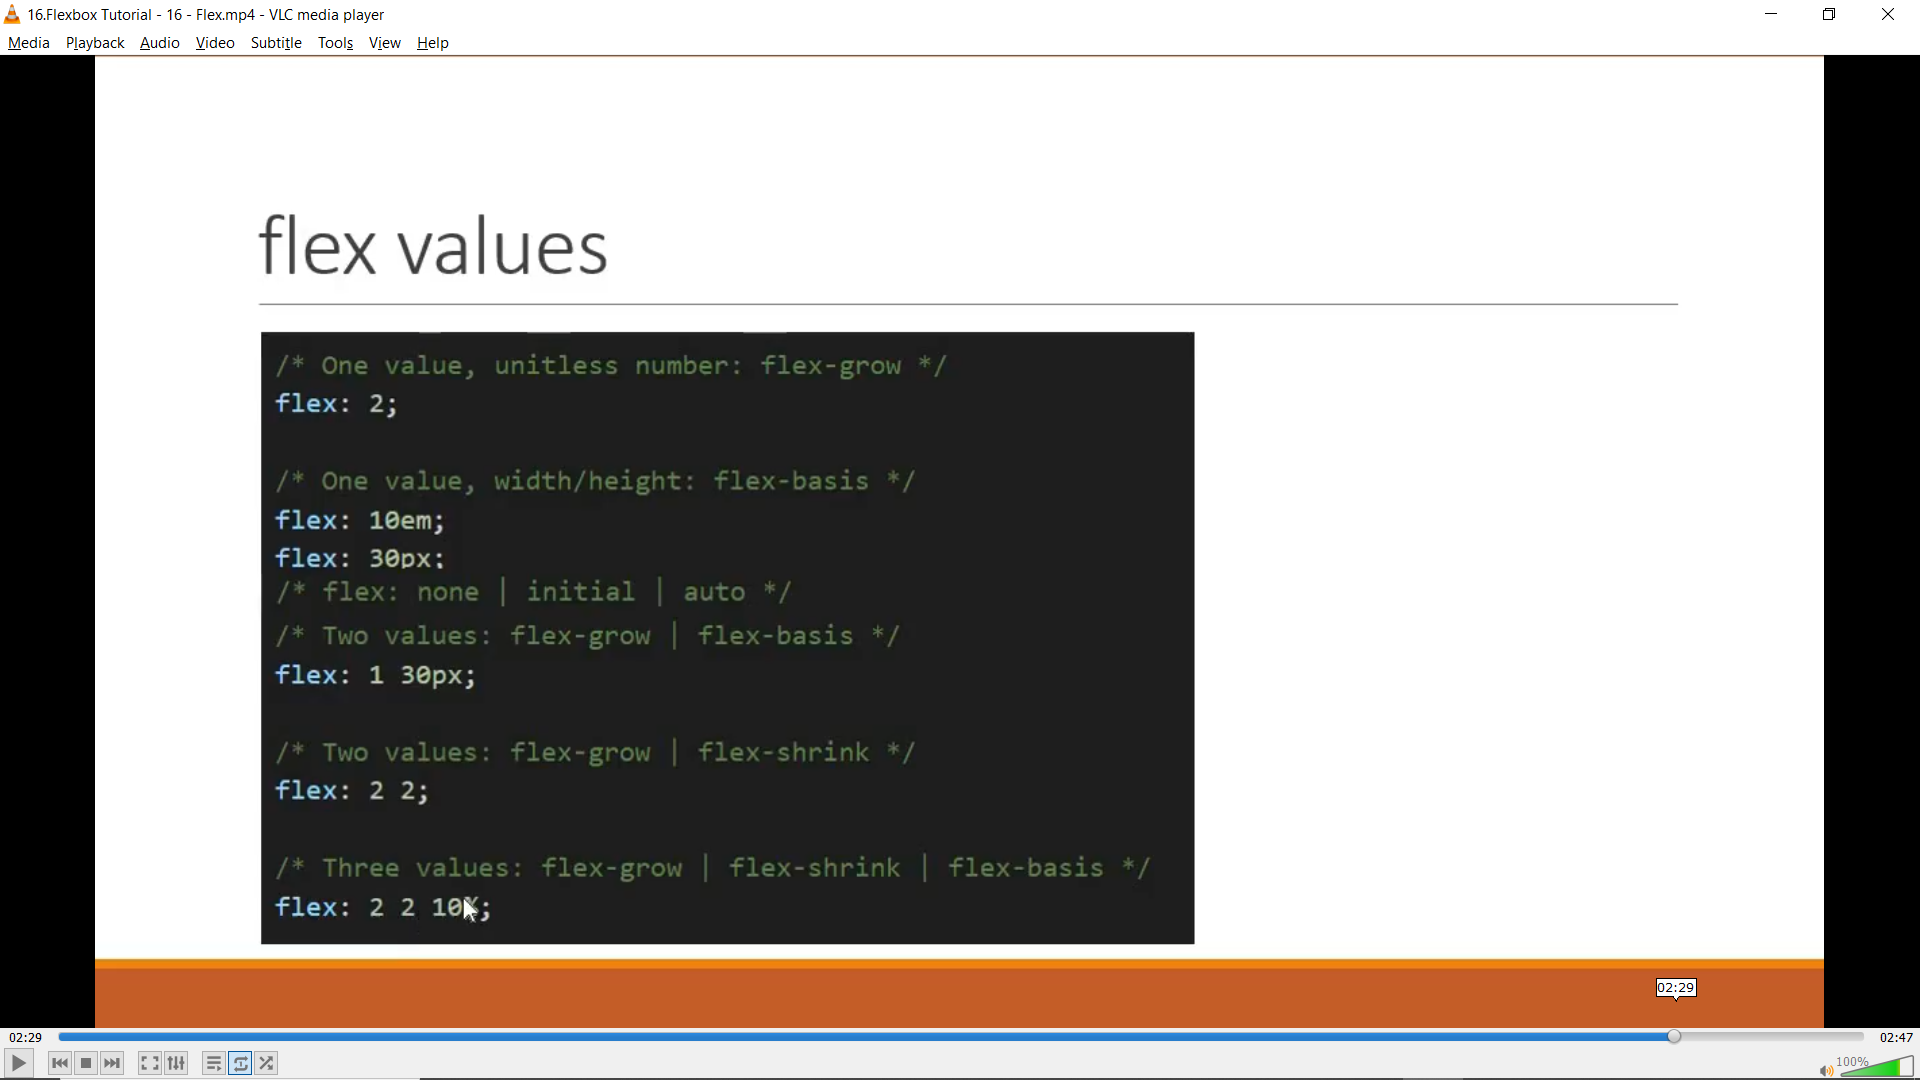 16.Flexbox Tutorial - 16 - Flex.mp4 - VLC media player
Media Playback Audio Video Subtitle Tools View Help
flex values
/* One value, unitless number: flex-grow */
flex: 2;
/* One value, width/height: flex-basis */
flex: 10em;
flex: 30px;
/* flex: none | initial | auto */
/* Two values: flex-grow | flex-basis */
flex: 1 30px;
/* Two values: flex-grow | flex-shrink */
flex: 2 2;
/* Three values: flex-grow | flex-shrink | flex-basis */
flex: 2 2 10%;
02:29
02:29
02:47
100%